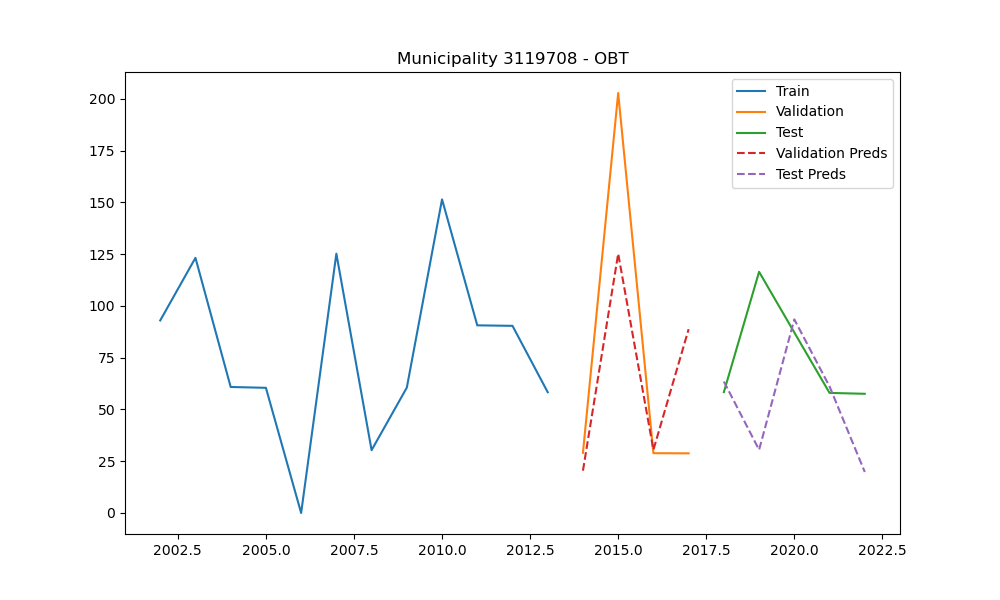 Municipality 3119708 - OBT
Train
Validation
Test
Validation Preds
Test Preds
200
175
150
125
100
75
50
25
0
2002.5 2005.0 2007.5 2010.0 2012.5 2015.0 2017.5 2020.0 2022.5